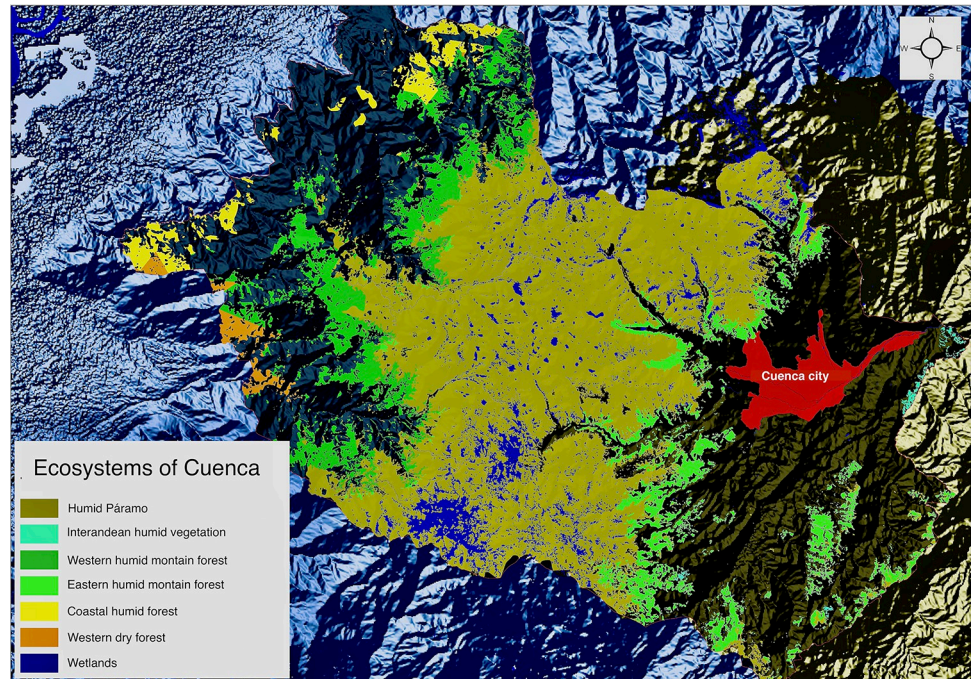 N
W E
S
Cuenca city
Ecosystems of Cuenca
Humid Páramo
Interandean humid vegetation
Western humid montain forest
Eastern humid montain forest
Coastal humid forest
Western dry forest
Wetlands